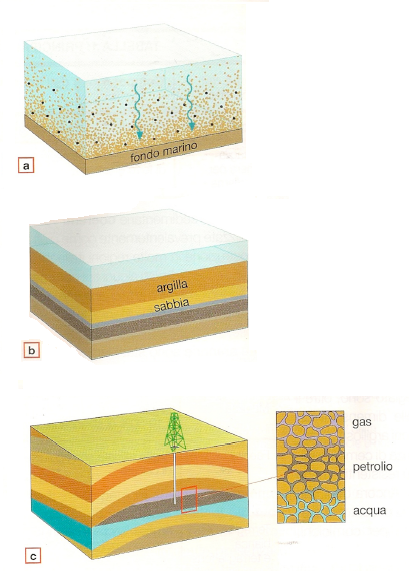 fondo marino
a
argilla
sabbia
b
gas
petrolio
acqua
c